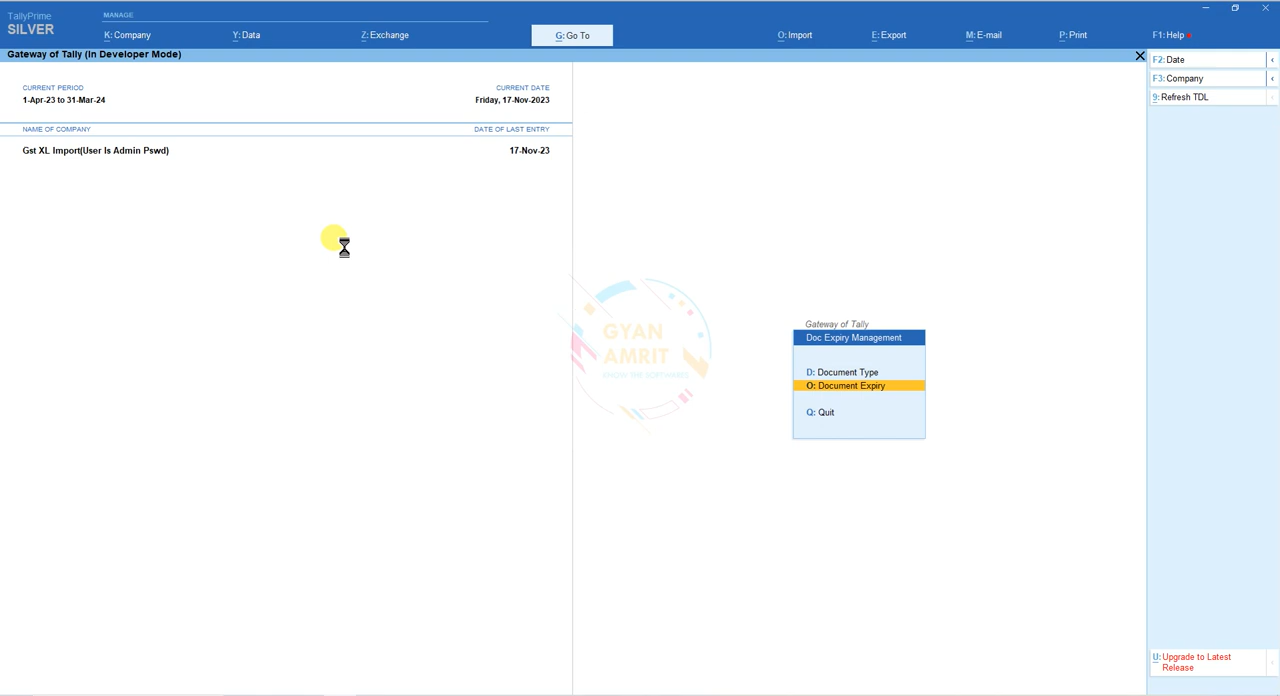 TallyPrime
SILVER
MANAGE
K: Company
Y: Data
Z: Exchange
G: Go To
O: Import
E: Export
M: E-mail
P: Print
F1: Help
Gateway of Tally (In Developer Mode)
F2: Date
F3: Company
9: Refresh TDL
CURRENT PERIOD
CURRENT DATE
1-Apr-23 to 31-Mar-24
Friday, 17-Nov-2023
NAME OF COMPANY
DATE OF LAST ENTRY
Gst XL Import(User Is Admin Pswd)
17-Nov-23
GYAN
AMRIT
KNOW THE SOFTWARES
Gateway of Tally
Doc Expiry Management
D: Document Type
O: Document Expiry
Q: Quit
U: Upgrade to Latest
Release